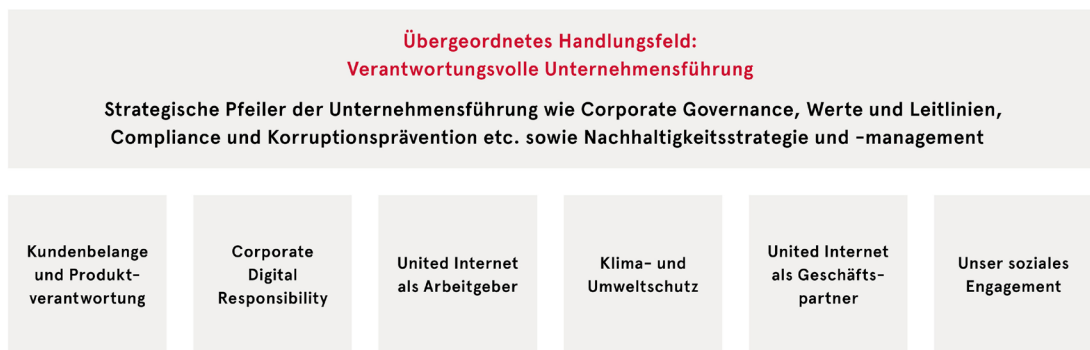 Übergeordnetes Handlungsfeld:
Verantwortungsvolle Unternehmensführung
Strategische Pfeiler der Unternehmensführung wie Corporate Governance, Werte und Leitlinien,
Compliance und Korruptionsprävention etc. sowie Nachhaltigkeitsstrategie und -management
Kundenbelange
und Produkt-
verantwortung
Corporate
Digital
Responsibility
United Internet
als Arbeitgeber
Klima- und
Umweltschutz
United Internet
als Geschäfts-
partner
Unser soziales
Engagement